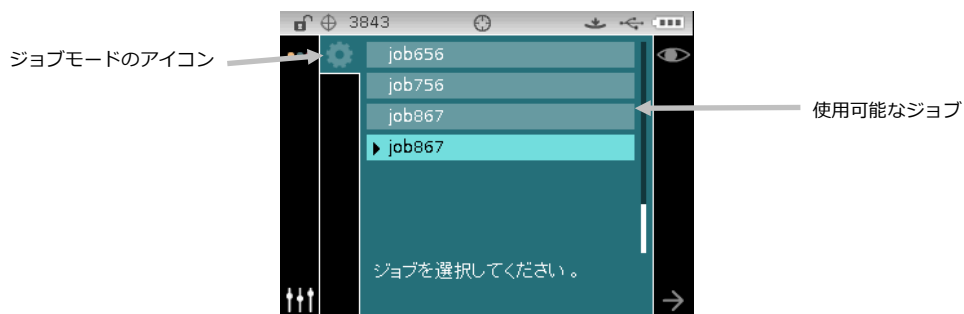 3843
ジョブモードのアイコン
job656
job756
job867
使用可能なジョブ
job867
ジョブを選択してください。